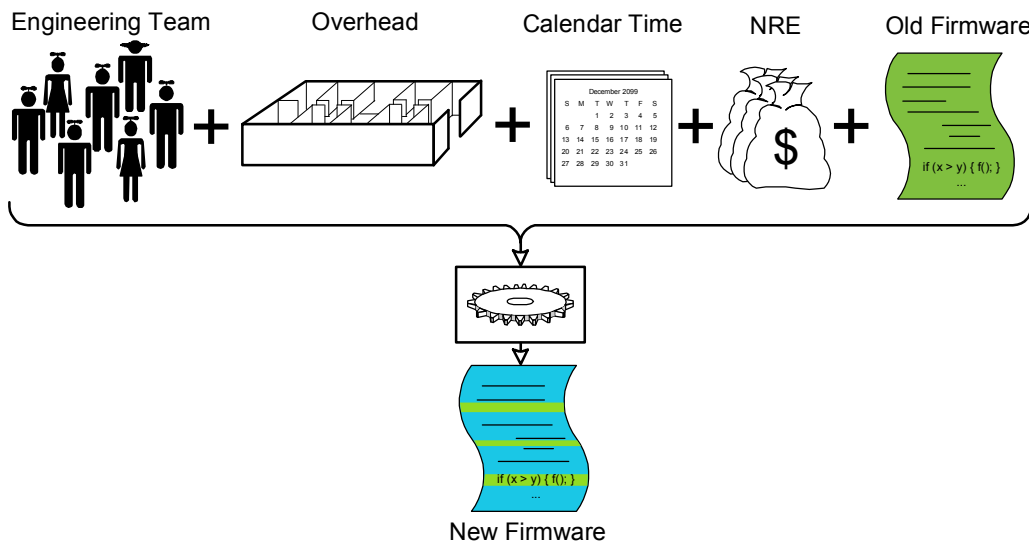 Engineering Team
Overhead
Calendar Time
NRE
Old Firmware
+
+
+
+
December 2099
S M T W T F S
1 2 3 4 5
6 7 8 9 10 11 12
13 14 15 16 17 18 19
20 21 22 23 24 25 26
27 28 29 30 31
$
if (x > y) { f(); }
...
if (x > y) { f(); }
...
New Firmware